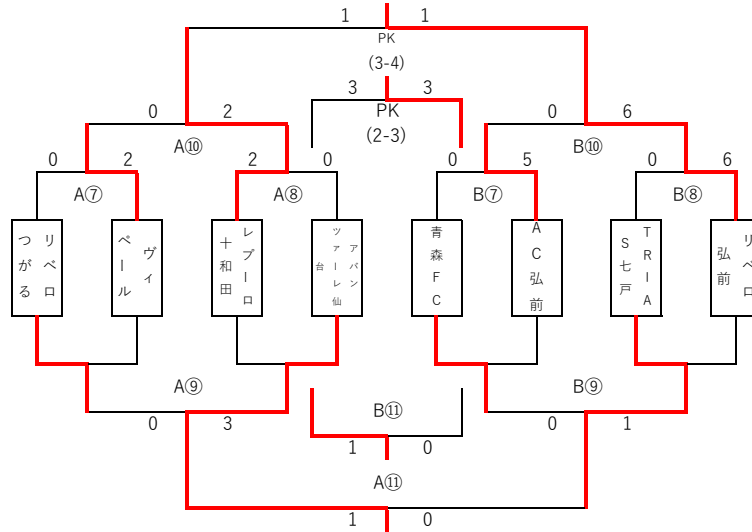 1 1
PK
(3-4)
3 3
PK
(2-3)
0 2
A⑩
0 6
B⑩
0 2
A⑦
2 0
A⑧
0 5
B⑦
0 6
B⑧
リベロ
つがる
ヴィ
ペール
レプーロ
十和田
アバン
ツァーレ仙
台
青森FC
AC弘前
TRIA
S七戸
リベロ
弘前
A⑨
0 3
B⑨
0 1
B⑪
1 0
A⑪
1 0